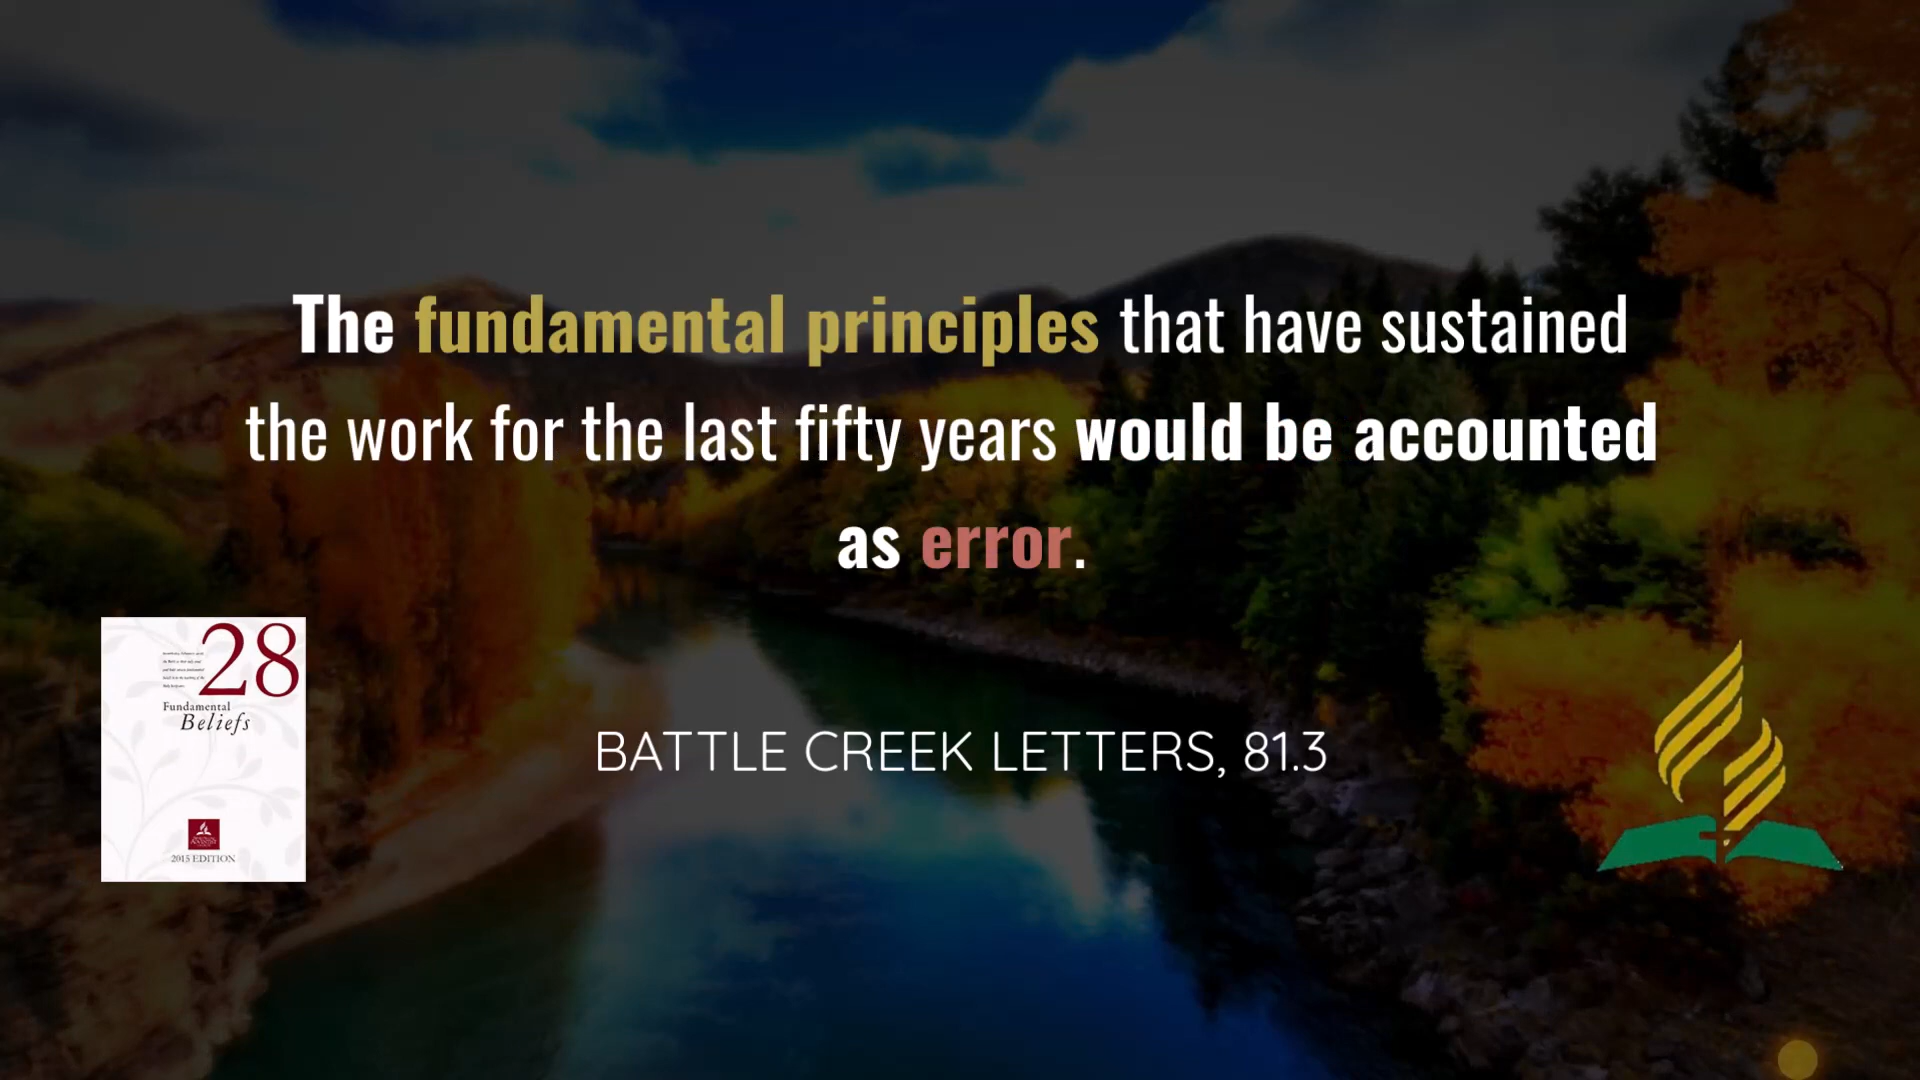 The fundamental principles that have sustained
the work for the last fifty years would be accounted
as error.
28
Fundamental
Beliefs
2015 EDITION
BATTLE CREEK LETTERS, 81.3